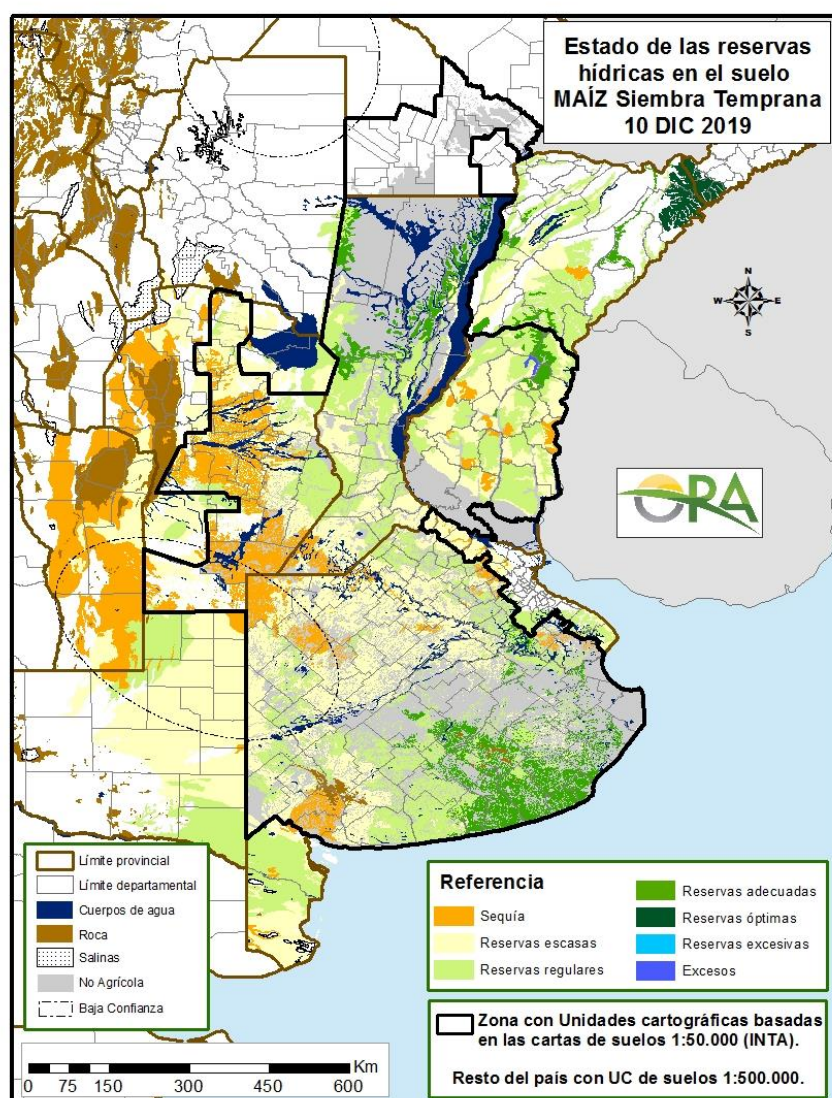 Estado de las reservas
hídricas en el suelo
MAÍZ Siembra Temprana
10 DIC 2019
N
W
E
S
ORA
Límite provincial
Límite departamental
Cuerpos de agua
Roca
Salinas
No Agrícola
Baja Confianza
Referencia
Sequía
Reservas escasas
Reservas regulares
Reservas adecuadas
Reservas óptimas
Reservas excesivas
Excesos
Zona con Unidades cartográficas basadas
en las cartas de suelos 1:50.000 (INTA).
Resto del país con UC de suelos 1:500.000.
Km
0 75 150 300 450 600